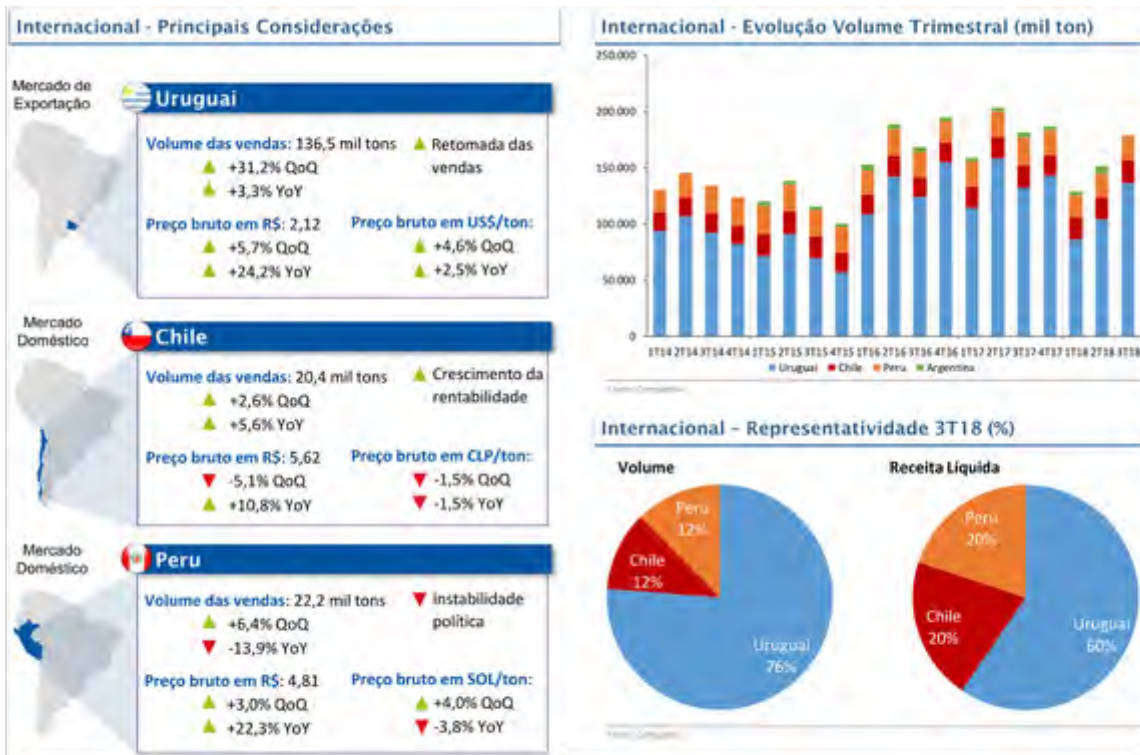 Internacional - Principais Considerações
Mercado de
Exportação
Uruguai
Volume das vendas: 136,5 mil tons
Retomada das
vendas
+31,2% QoQ
+3,3% YoY
Preço bruto em R$: 2,12
Preço bruto em US$/ton:
+5,7% QoQ
+4,6% QoQ
+24,2% YoY
+2,5% YoY
Mercado
Doméstico
Chile
Volume das vendas: 20,4 mil tons
Crescimento da
rentabilidade
+2,6% QoQ
+5,6% YoY
Preço bruto em R$: 5,62
Preço bruto em CLP/ton:
-5,1% QoQ
-1,5% QoQ
+10,8% YoY
-1,5% YoY
Mercado
Doméstico
Peru
Volume das vendas: 22,2 mil tons
Instabilidade
política
+6,4% QoQ
-13,9% YoY
Preço bruto em R$: 4,81
Preço bruto em SOL/ton:
+3,0% QoQ
+4,0% QoQ
+22,3% YoY
-3,8% YoY
Internacional - Evolução Volume Trimestral (mil ton)
250.000
200.000
150.000
100.000
50.000
0
1T14 2T14 3T14 4T14 1T15 2T15 3T15 4T15 1T16 2T16 3T16 4T16 1T17 2T17 3T17 4T17 1T18 2T18 3T18
Uruguai Chile Peru Argentina
Internacional – Representatividade 3T18 (%)
Volume
Receita Líquida
Peru
12%
Chile
12%
Uruguai
76%
Peru
20%
Chile
20%
Uruguai
60%